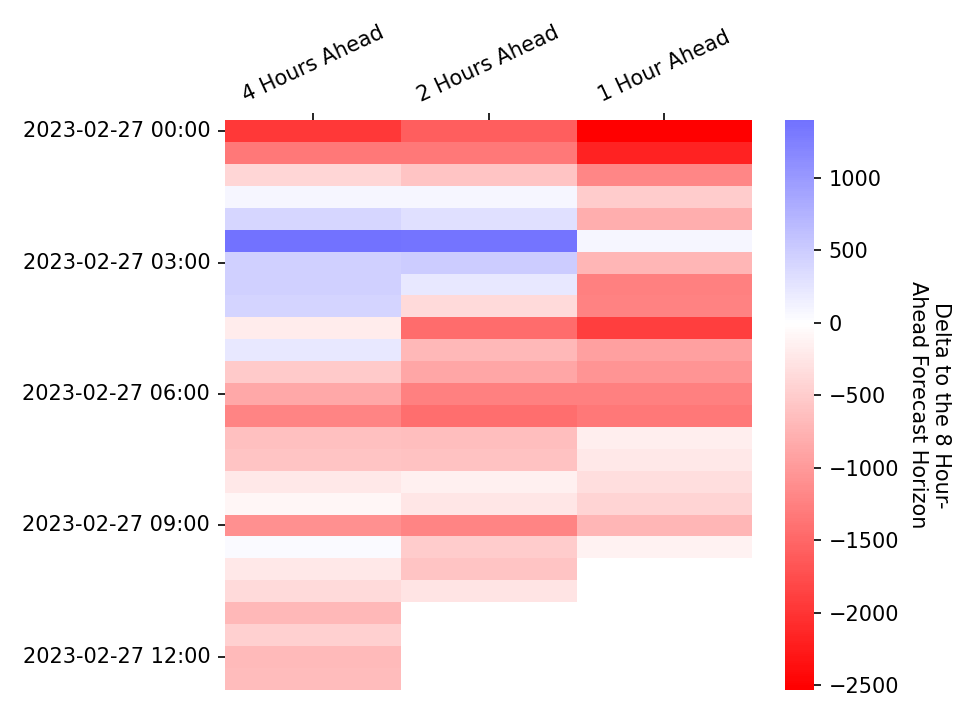 4 Hours Ahead
2 Hours Ahead
1 Hour Ahead
2023-02-27 00:00
2023-02-27 03:00
2023-02-27 06:00
2023-02-27 09:00
2023-02-27 12:00
1000
500
0
−500
−1000
−1500
−2000
−2500
Delta to the 8 Hour-
Ahead Forecast Horizon